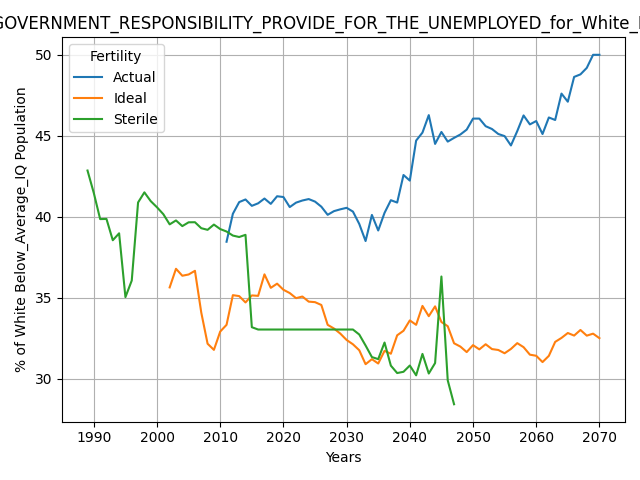 GOVERNMENT_RESPONSIBILITY_PROVIDE_FOR_THE_UNEMPLOYED_for_White_
Fertility
Actual
Ideal
Sterile
% of White Below_Average_IQ Population
50
45
40
35
30
1990 2000 2010 2020 2030 2040 2050 2060 2070
Years